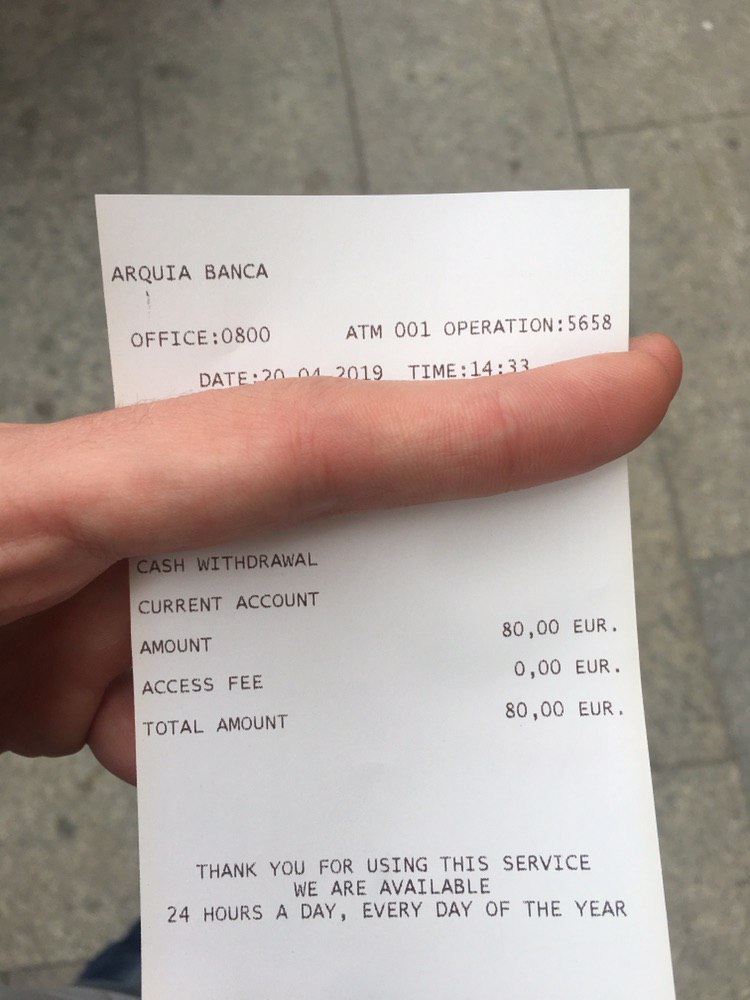 ARQUIA BANCA
OFFICE:0800 ATM 001 OPERATION:5658
DATE:20 04 2019 TIME:14:33
CASH WITHDRAWAL
CURRENT ACCOUNT
AMOUNT 80,00 EUR.
ACCESS FEE 0,00 EUR.
TOTAL AMOUNT 80,00 EUR.
THANK YOU FOR USING THIS SERVICE
WE ARE AVAILABLE
24 HOURS A DAY, EVERY DAY OF THE YEAR